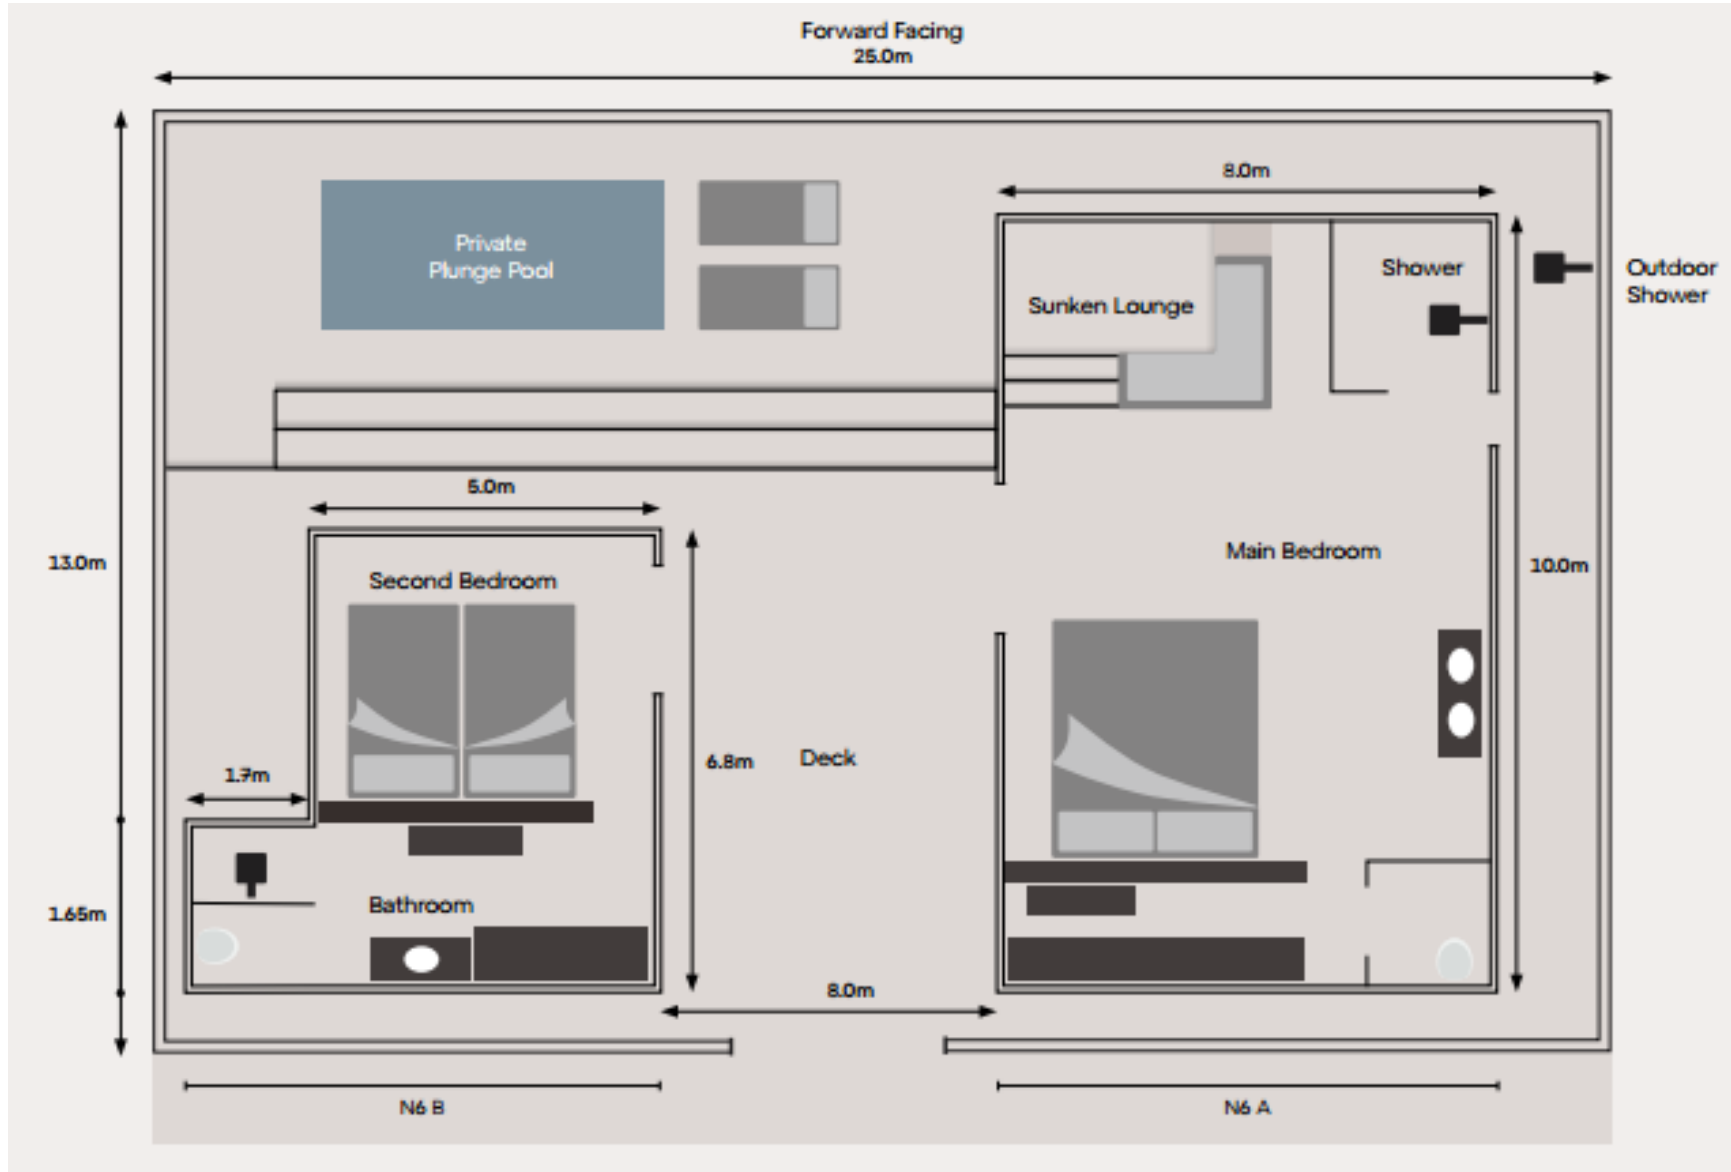 Forward Facing
25.0m
8.0m
Private
Plunge Pool
Shower
Outdoor
Shower
Sunken Lounge
5.0m
13.0m
Main Bedroom
10.0m
Second Bedroom
6.8m
Deck
1.7m
Bathroom
1.65m
8.0m
N6 B
N6 A